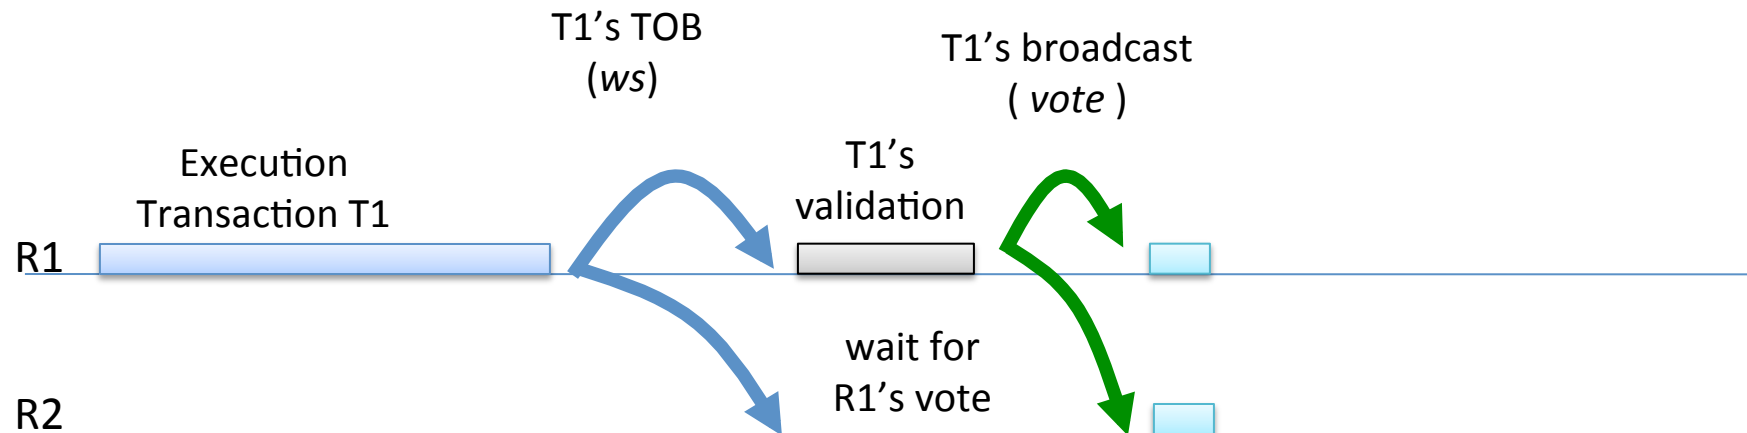 T1's TOB
(ws)
T1's broadcast
( vote )
Execution
Transaction T1
T1's
validation
R1
wait for
R1's vote
R2